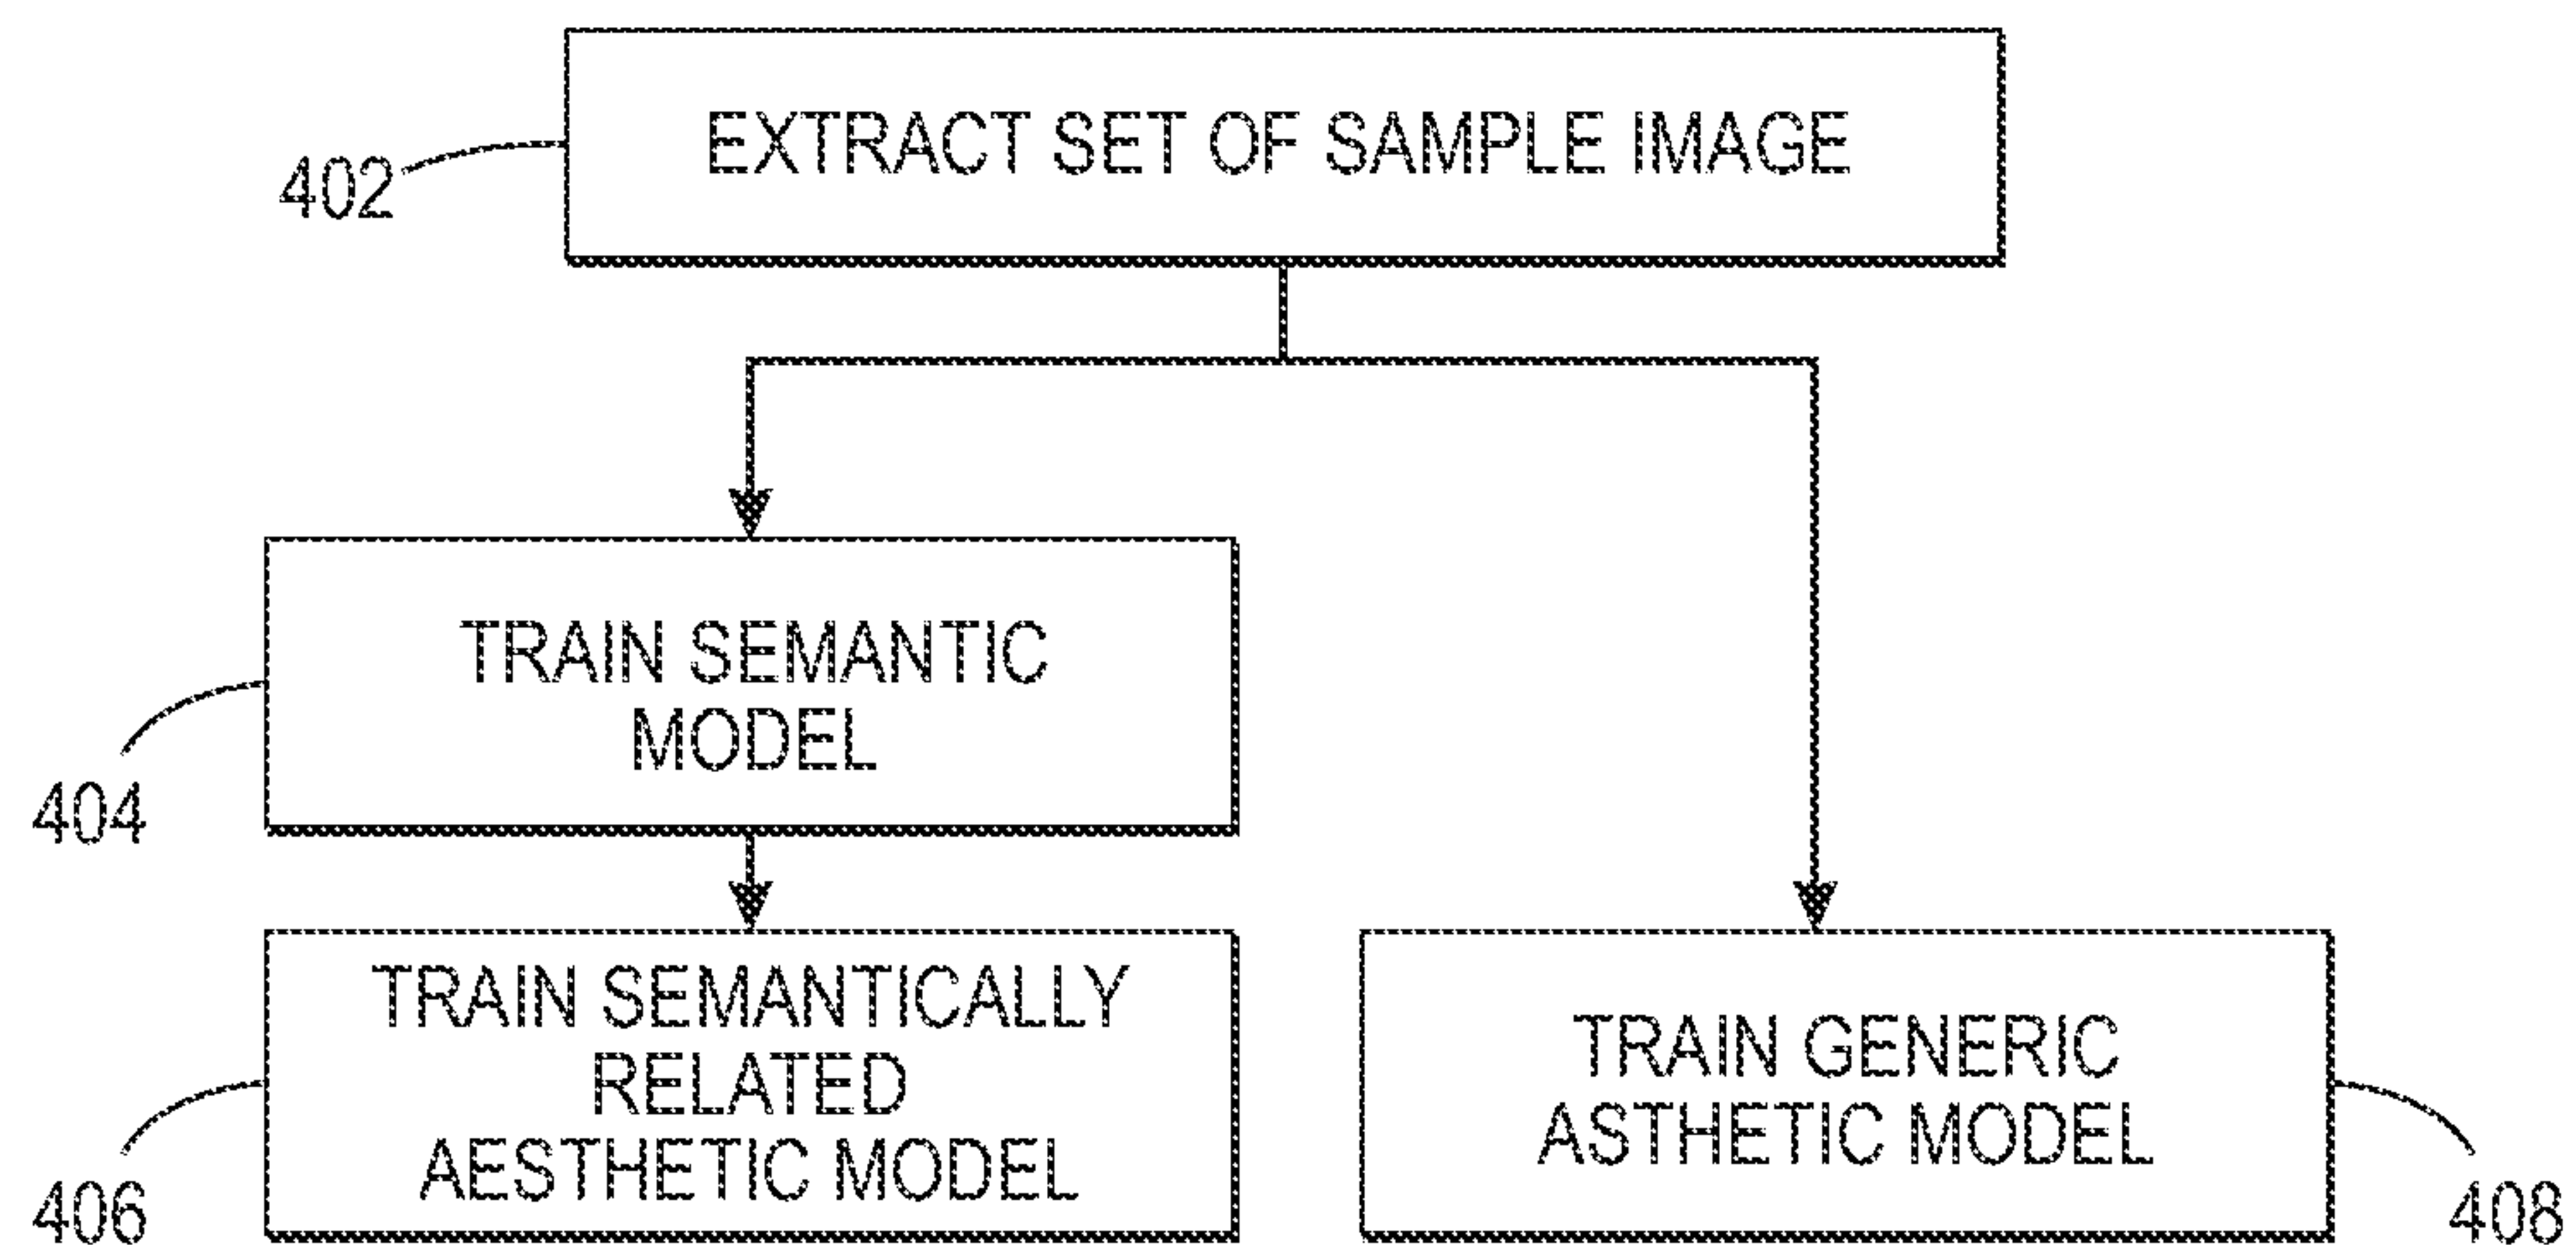 EXTRACT SET OF SAMPLE IMAGE
402
TRAIN SEMANTIC
MODEL
404
TRAIN SEMANTICALLY
RELATED
AESTHETIC MODEL
406
TRAIN GENERIC
ASTHETIC MODEL
408